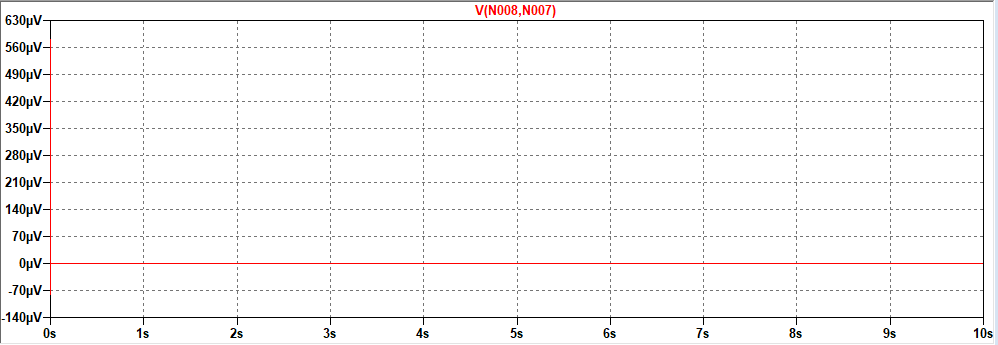 V(N008,N007)
630µV
560µV
490µV
420µV
350µV
280µV
210µV
140µV
70µV
0µV
-70µV
-140µV
0s 1s 2s 3s 4s 5s 6s 7s 8s 9s 10s